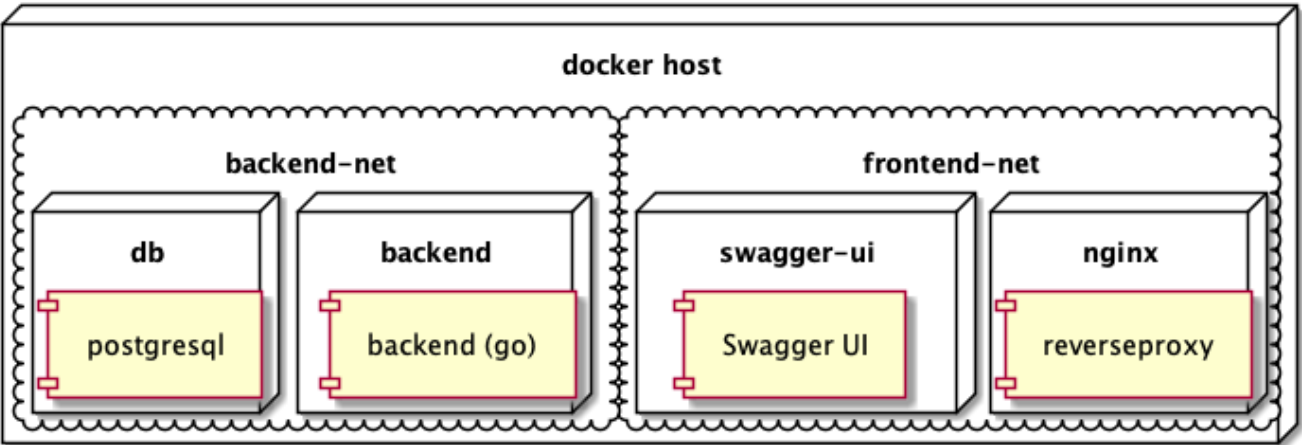 docker host
backend-net
frontend-net
db
backend
swagger-ui
nginx
postgresql
backend (go)
Swagger UI
reverseproxy